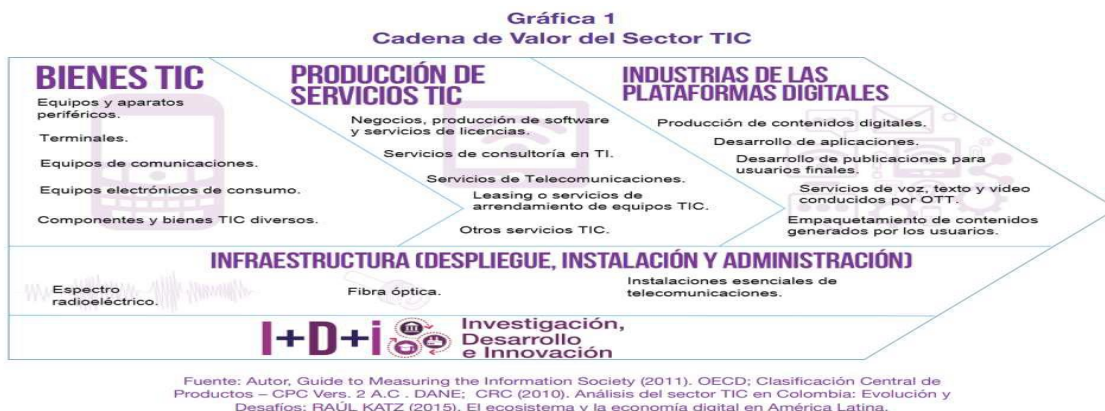 Gráfica 1
Cadena de Valor del Sector TIC
BIENES TIC
Equipos y aparatos
periféricos.
Terminales.
Equipos de comunicaciones.
Equipos electrónicos de consumo.
Componentes y bienes TIC diversos.
PRODUCCIÓN DE
SERVICIOS TIC
Negocios, producción de software
y servicios de licencias.
Servicios de consultoría en TI.
Servicios de Telecomunicaciones.
Leasing o servicios de
arrendamiento de equipos TIC.
Otros servicios TIC.
INDUSTRIAS DE LAS
PLATAFORMAS DIGITALES
Producción de contenidos digitales.
Desarrollo de aplicaciones.
Desarrollo de publicaciones para
usuarios finales.
Servicios de voz, texto y video
conducidos por OTT.
Empaquetamiento de contenidos
generados por los usuarios.
INFRAESTRUCTURA (DESPLIEGUE, INSTALACIÓN Y ADMINISTRACIÓN)
Espectro
radioeléctrico.
Fibra óptica.
Instalaciones esenciales de
telecomunicaciones.
I+D+i
Investigación,
Desarrollo
e Innovación
Fuente: Autor, Guide to Measuring the Information Society (2011). OECD; Clasificación Central de
Productos – CPC Vers. 2 A.C . DANE; CRC (2010). Análisis del sector TIC en Colombia: Evolución y
Desafíos; RAÚL KATZ (2015). El ecosistema y la economía digital en América Latina.